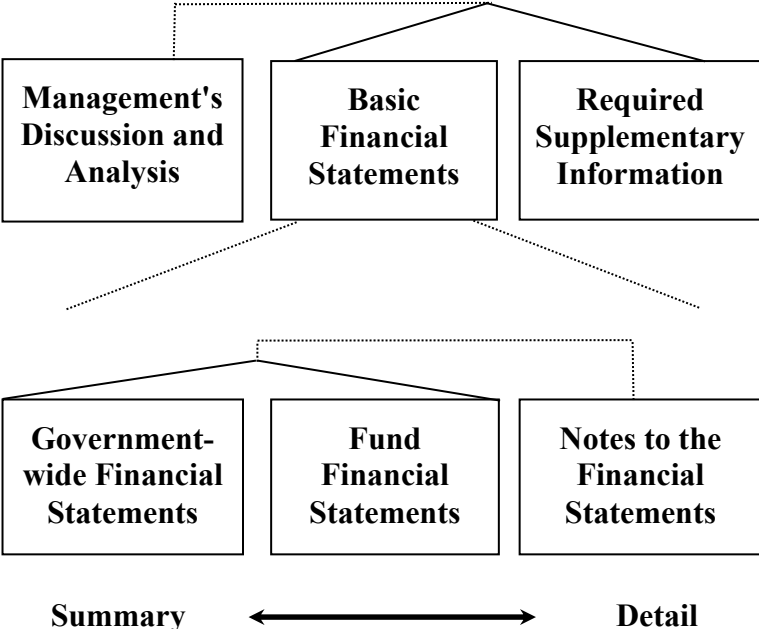 Management's
Discussion and
Analysis
Basic
Financial
Statements
Required
Supplementary
Information
Government-
wide Financial
Statements
Fund
Financial
Statements
Notes to the
Financial
Statements
Summary
Detail